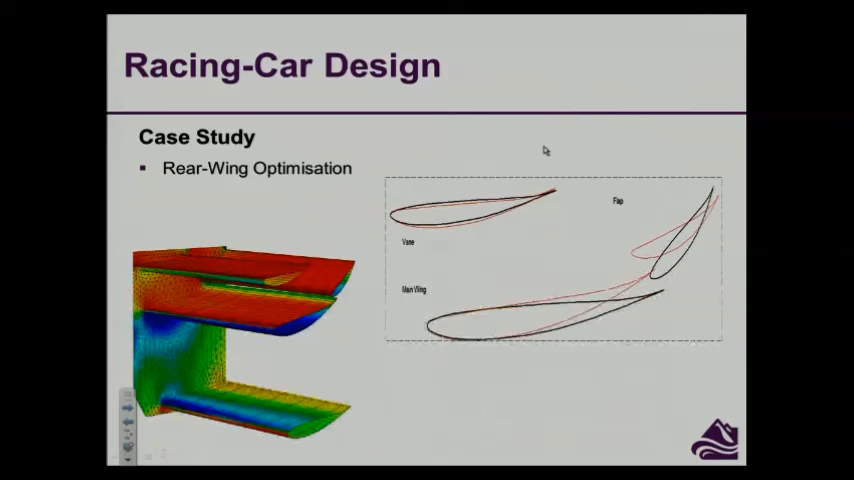 Racing-Car Design
Case Study
Rear-Wing Optimisation
Flap
Vane
Main Wing